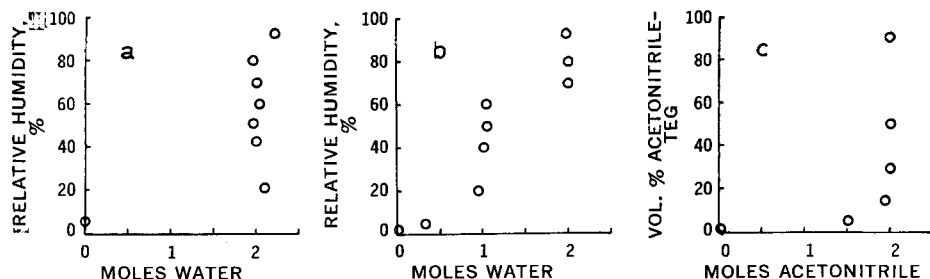 RELATIVE HUMIDITY, %
100
80
60
40
20
0
a
0 1 2
MOLES WATER
RELATIVE HUMIDITY, %
100
80
60
40
20
0
b
0 1 2
MOLES WATER
VOL. % ACETONITRILE-
TEG
100
80
60
40
20
0
c
0 1 2
MOLES ACETONITRILE